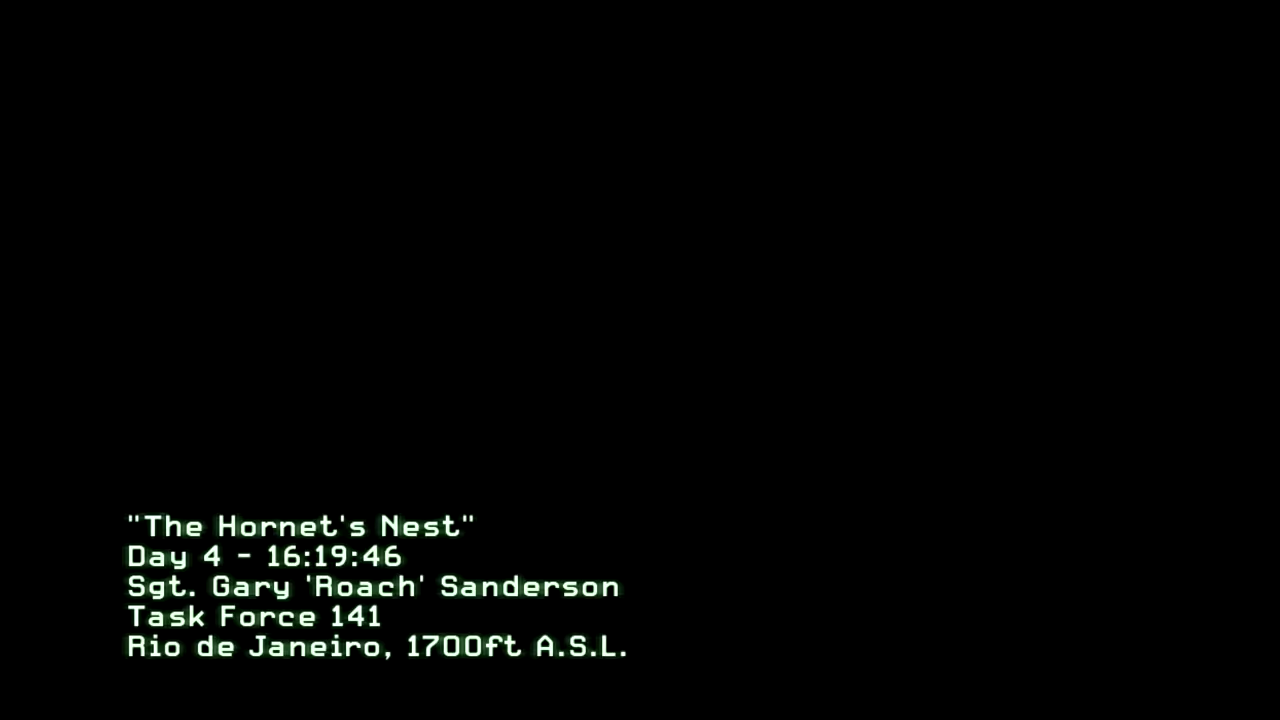 "The Hornet's Nest"
Day 4 - 16:19:46
Sgt. Gary 'Roach' Sanderson
Task Force 141
Rio de Janeiro, 1700ft A.S.L.